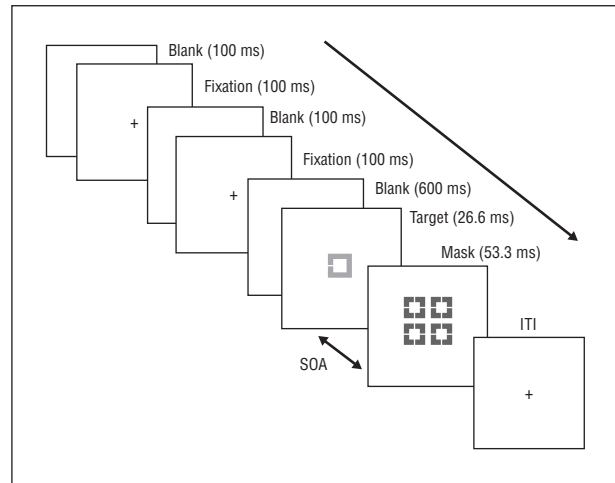 Blank (100 ms)
Fixation (100 ms)
Blank (100 ms)
Fixation (100 ms)
Blank (600 ms)
Target (26.6 ms)
Mask (53.3 ms)
ITI
SOA